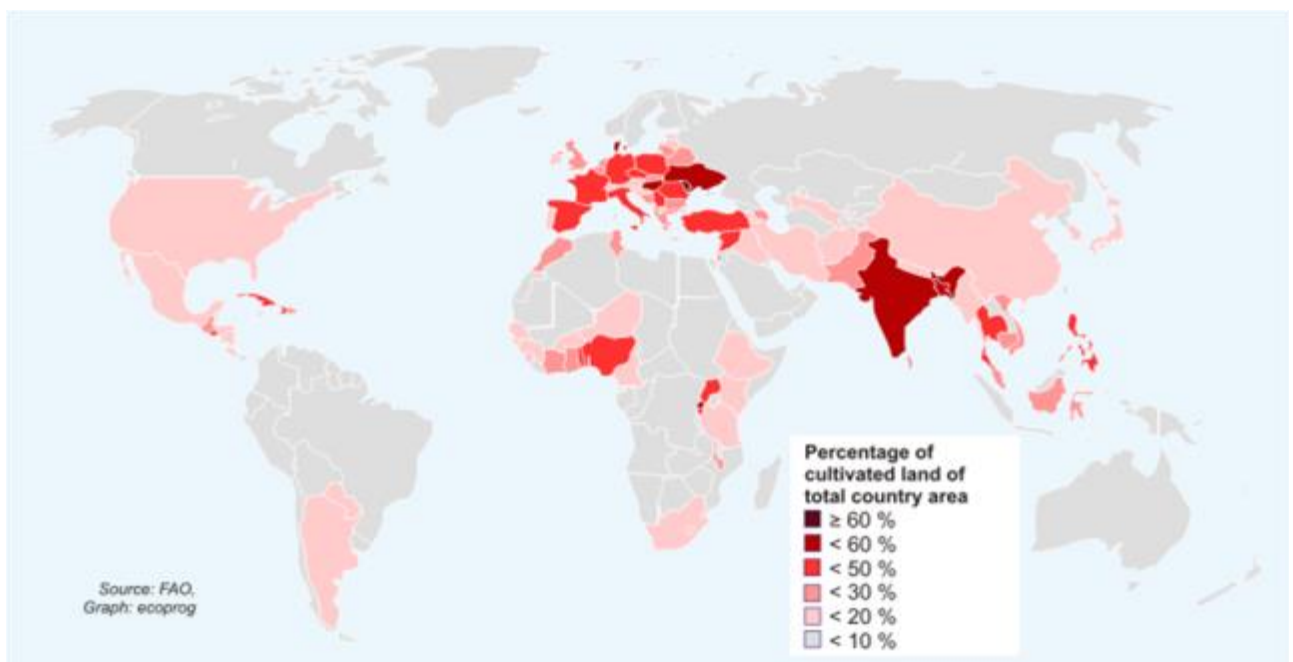 Percentage of
cultivated land of
total country area
≥ 60 %
< 60 %
< 50 %
< 30 %
< 20 %
< 10 %
Source: FAO,
Graph: ecoprog